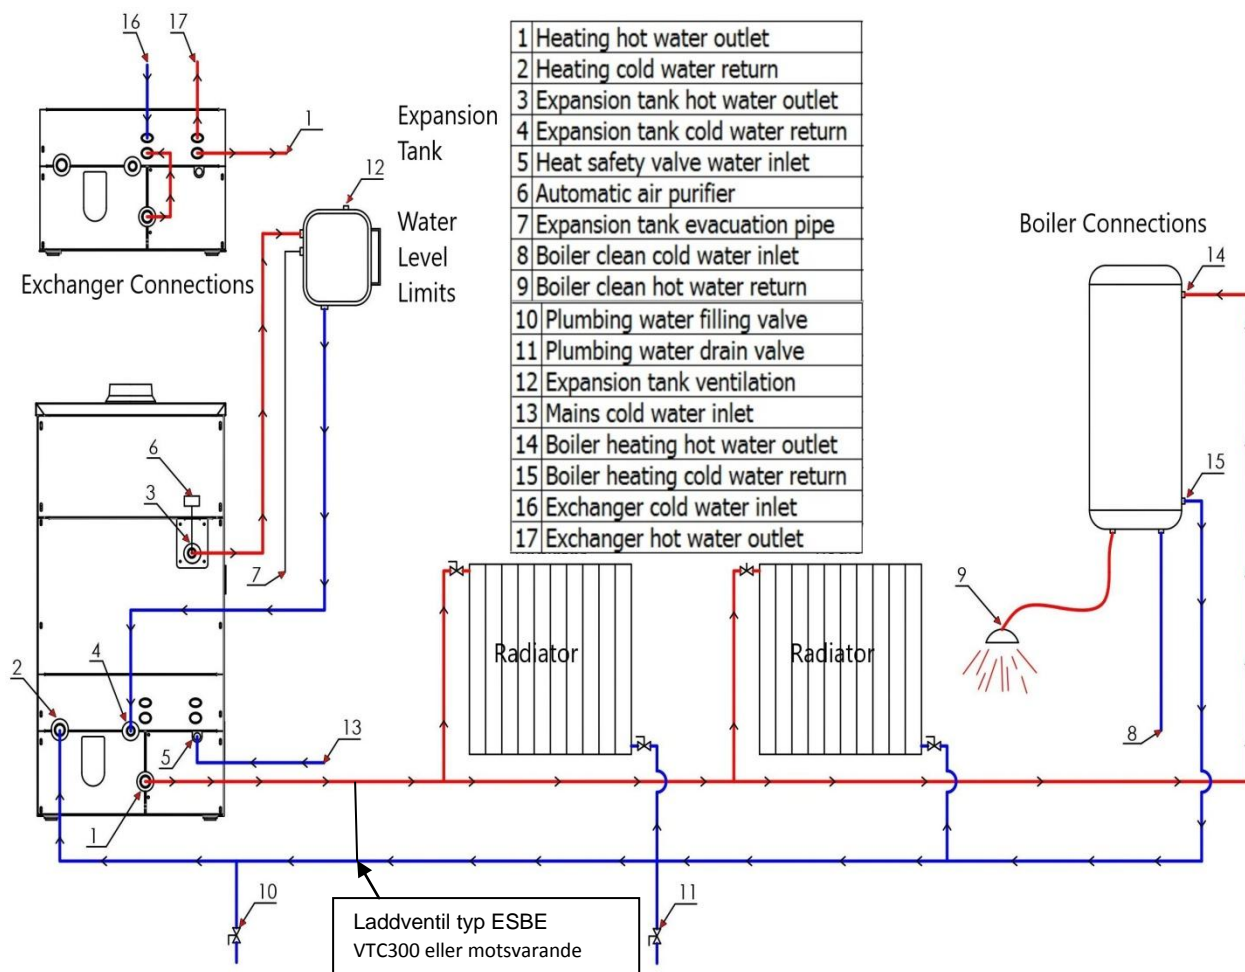 16
17
1
Exchanger Connections
Expansion
Tank
12
Water
Level
Limits
1 Heating hot water outlet
2 Heating cold water return
3 Expansion tank hot water outlet
4 Expansion tank cold water return
5 Heat safety valve water inlet
6 Automatic air purifier
7 Expansion tank evacuation pipe
8 Boiler clean cold water inlet
9 Boiler clean hot water return
10 Plumbing water filling valve
11 Plumbing water drain valve
12 Expansion tank ventilation
13 Mains cold water inlet
14 Boiler heating hot water outlet
15 Boiler heating cold water return
16 Exchanger cold water inlet
17 Exchanger hot water outlet
Boiler Connections
14
15
6
3
7
9
2
4
Radiator
Radiator
5
13
8
1
10
11
Laddventil typ ESBE
VTC300 eller motsvarande